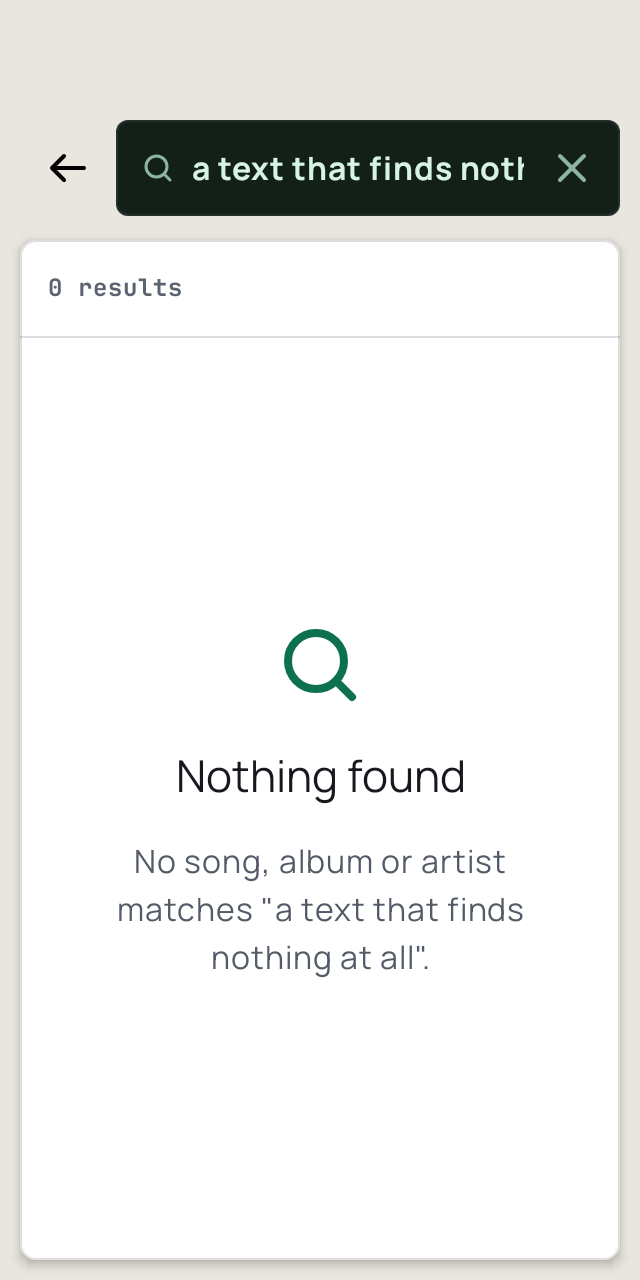 a text that finds noth
0 results
Nothing found
No song, album or artist
matches "a text that finds
nothing at all".